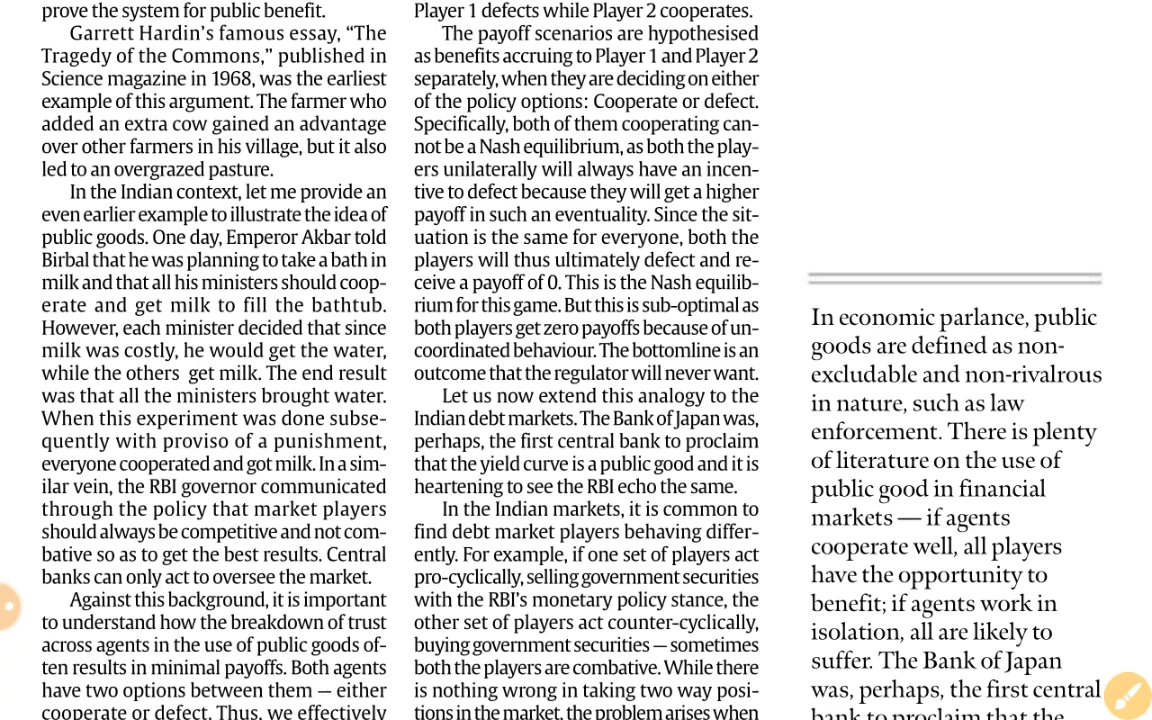 prove the system for public benefit.
Garrett Hardin's famous essay, “The
Tragedy of the Commons,” published in
Science magazine in 1968, was the earliest
example of this argument. The farmer who
added an extra cow gained an advantage
over other farmers in his village, but it also
led to an overgrazed pasture.
In the Indian context, let me provide an
even earlier example to illustrate the idea of
public goods. One day, Emperor Akbar told
Birbal that he was planning to take a bath in
milk and that all his ministers should coop-
erate and get milk to fill the bathtub.
However, each minister decided that since
milk was costly, he would get the water,
while the others get milk. The end result
was that all the ministers brought water.
When this experiment was done subse-
quently with proviso of a punishment,
everyone cooperated and got milk. In a sim-
ilar vein, the RBI governor communicated
through the policy that market players
should always be competitive and not com-
bative so as to get the best results. Central
banks can only act to oversee the market.
Against this background, it is important
to understand how the breakdown of trust
across agents in the use of public goods of-
ten results in minimal payoffs. Both agents
have two options between them — either
cooperate or defect. Thus, we effectively
Player 1 defects while Player 2 cooperates.
The payoff scenarios are hypothesised
as benefits accruing to Player 1 and Player 2
separately, when they are deciding on either
of the policy options: Cooperate or defect.
Specifically, both of them cooperating can-
not be a Nash equilibrium, as both the play-
ers unilaterally will always have an incen-
tive to defect because they will get a higher
payoff in such an eventuality. Since the sit-
uation is the same for everyone, both the
players will thus ultimately defect and re-
ceive a payoff of 0. This is the Nash equilib-
rium for this game. But this is sub-optimal as
both players get zero payoffs because of un-
coordinated behaviour. The bottomline is an
outcome that the regulator will never want.
Let us now extend this analogy to the
Indian debt markets. The Bank of Japan was,
perhaps, the first central bank to proclaim
that the yield curve is a public good and it is
heartening to see the RBI echo the same.
In the Indian markets, it is common to
find debt market players behaving differ-
ently. For example, if one set of players act
pro-cyclically, selling government securities
with the RBI's monetary policy stance, the
other set of players act counter-cyclically,
buying government securities — sometimes
both the players are combative. While there
is nothing wrong in taking two way posi-
tions in the market, the problem arises when
In economic parlance, public
goods are defined as non-
excludable and non-rivalrous
in nature, such as law
enforcement. There is plenty
of literature on the use of
public good in financial
markets — if agents
cooperate well, all players
have the opportunity to
benefit; if agents work in
isolation, all are likely to
suffer. The Bank of Japan
was, perhaps, the first central
bank to proclaim that the